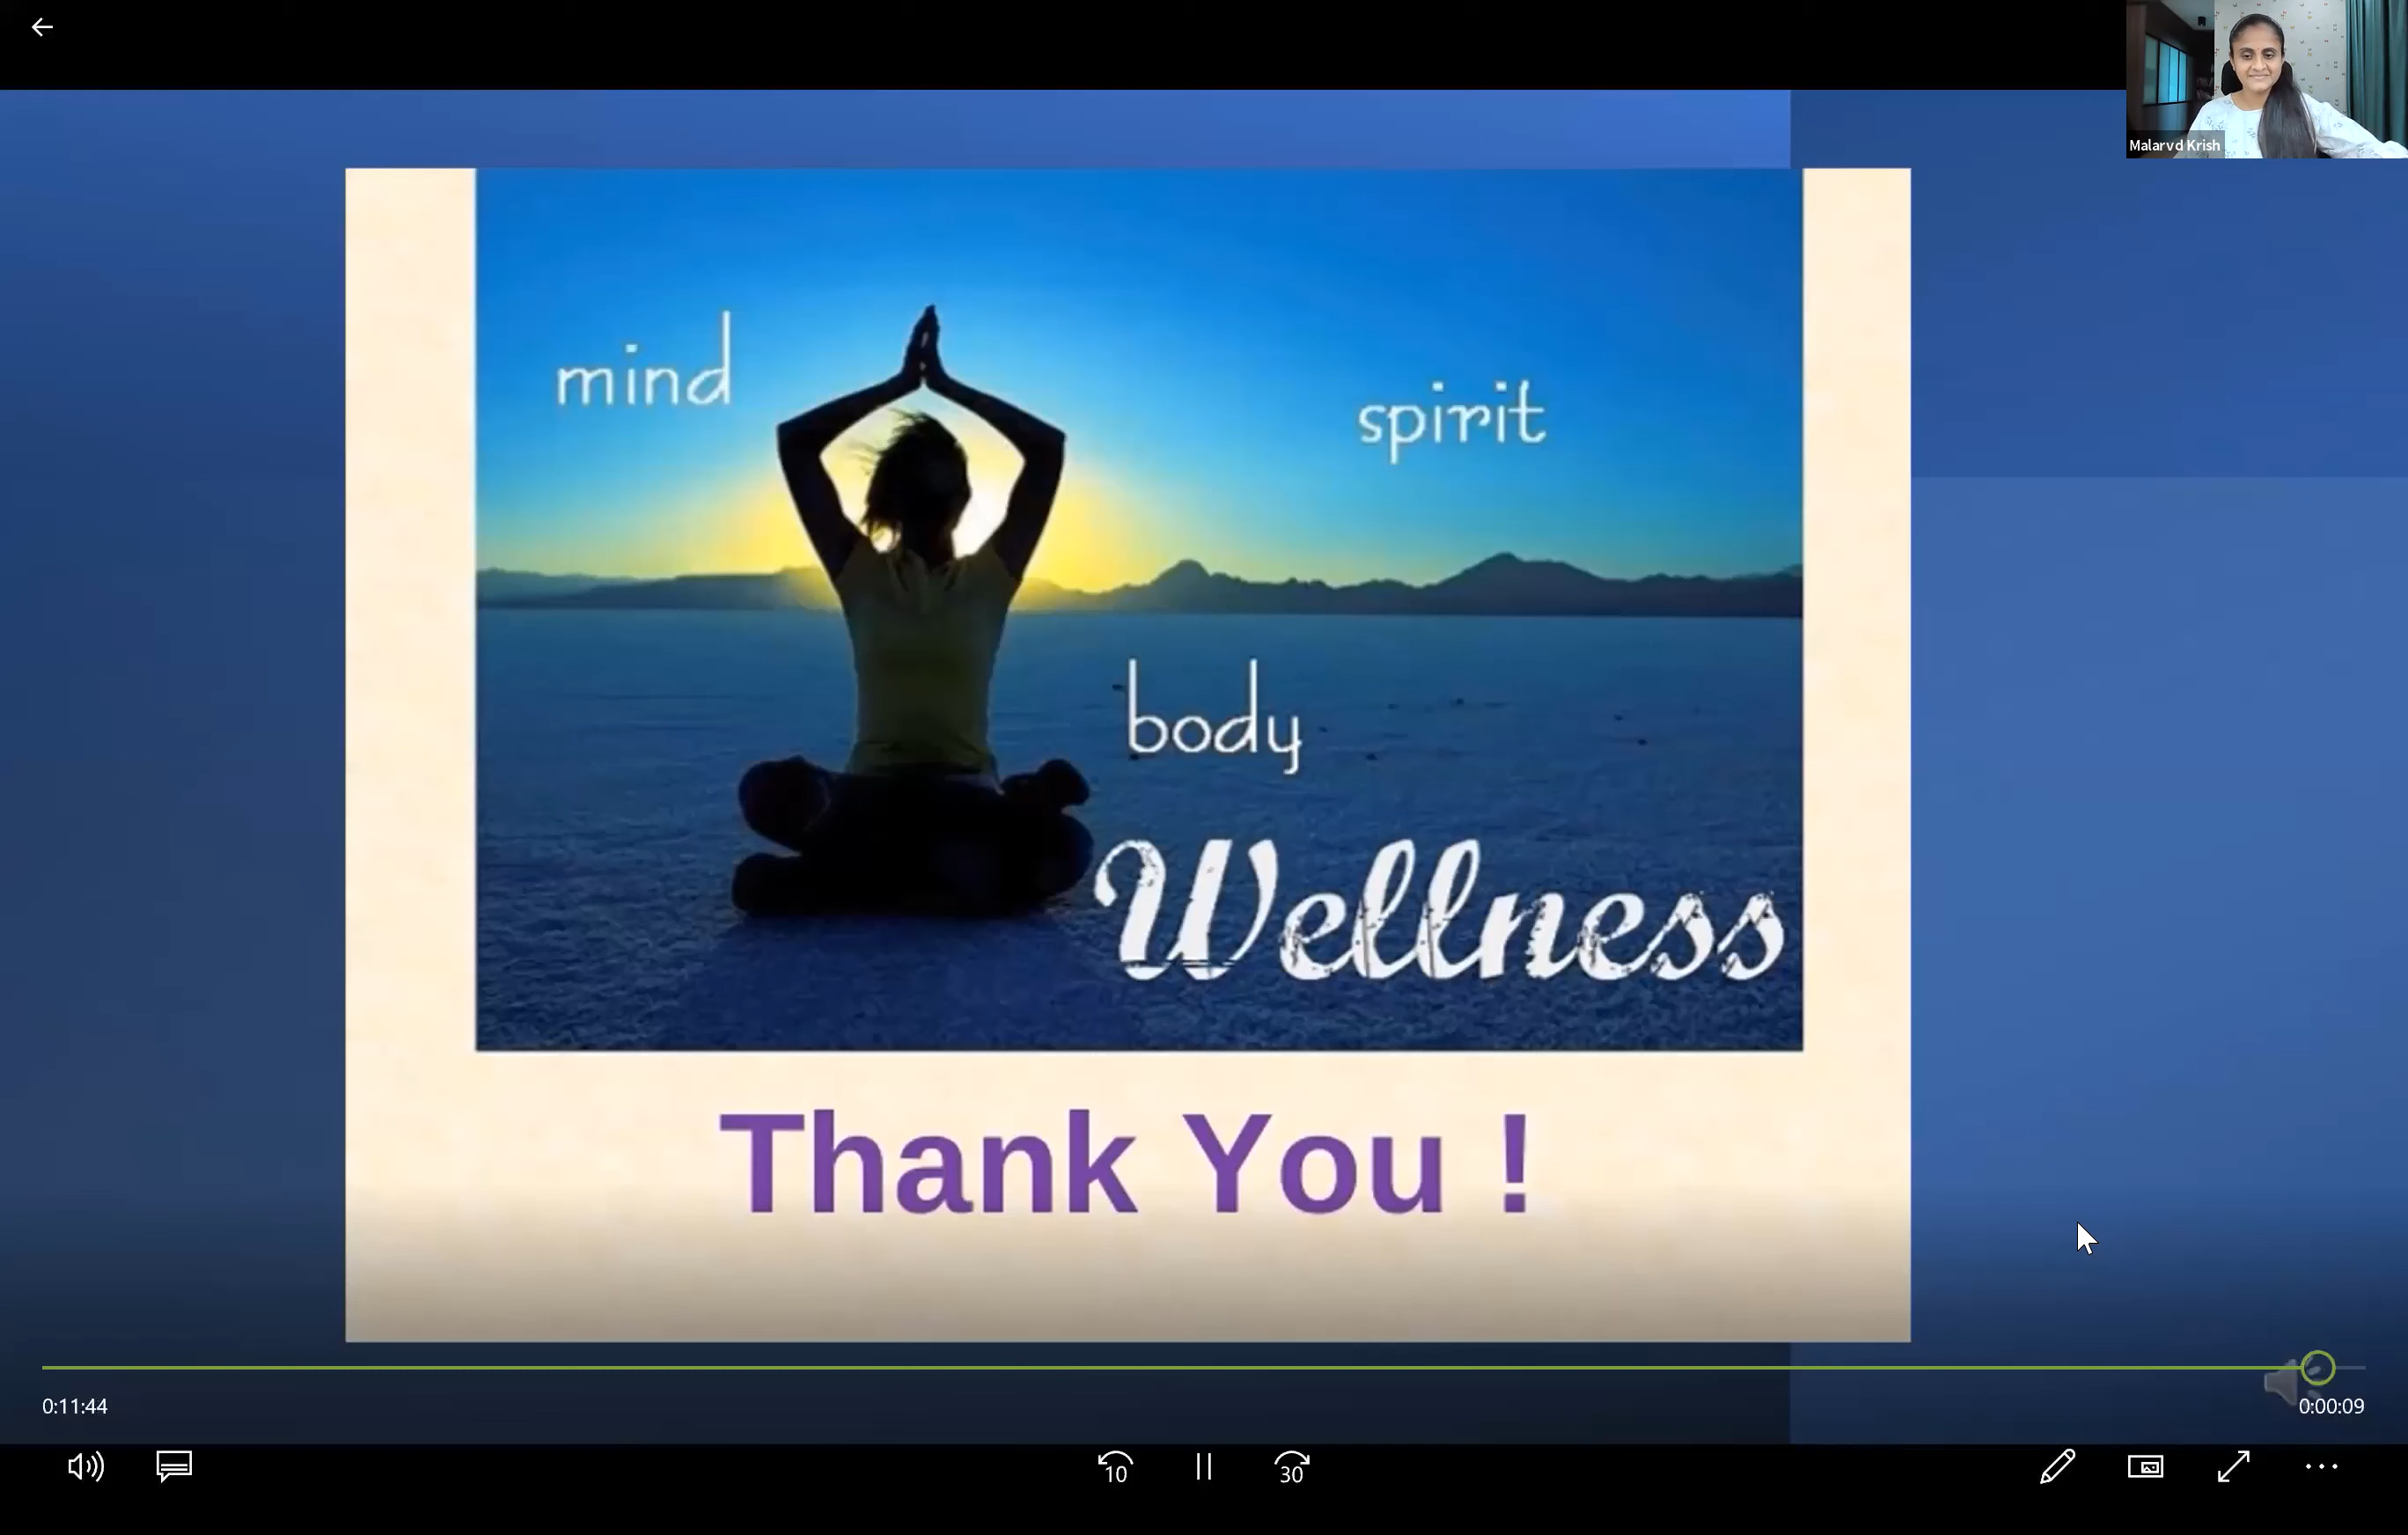 Malarvd Krish
mind
spirit
body
Wellness
Thank You !
0:11:44
0:00:09
10
30